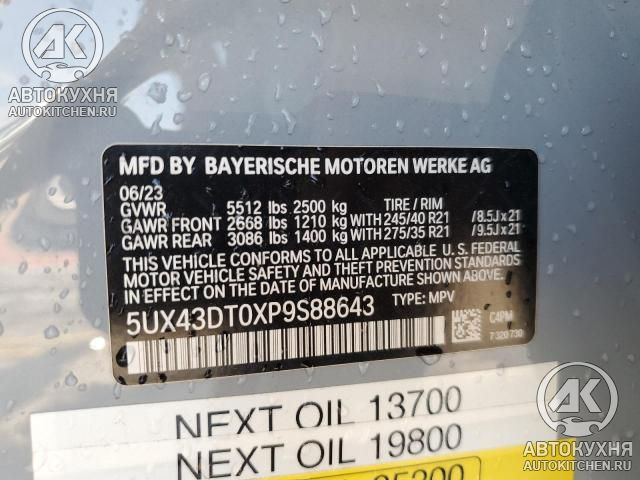 АК
АВТОКУХНЯ
AUTOKITCHEN.RU
MFD BY BAYERISCHE MOTOREN WERKE AG
06/23
GVWR 5512 lbs 2500 kg TIRE / RIM
GAWR FRONT 2668 lbs 1210 kg WITH 245/40 R21 /8.5J x 21
GAWR REAR 3086 lbs 1400 kg WITH 275/35 R21 /9.5J x 21
THIS VEHICLE CONFORMS TO ALL APPLICABLE U.S. FEDERAL
MOTOR VEHICLE SAFETY, BUMPER, AND THEFT PREVENTION
STANDARDS IN EFFECT ON THE DATE OF MANUFACTURE SHOWN ABOVE.
5UX43DT0XP9S88643 TYPE: MPV
C4PM
7 320 730
NEXT OIL 13700
NEXT OIL 19800
АК
АВТОКУХНЯ
AUTOKITCHEN.RU